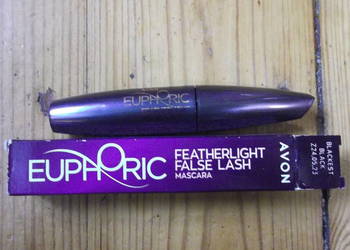 EUPHORIC
EUPHORIC
FEATHERLIGHT
FALSE LASH
MASCARA
AVON
BLACKEST
BLACK